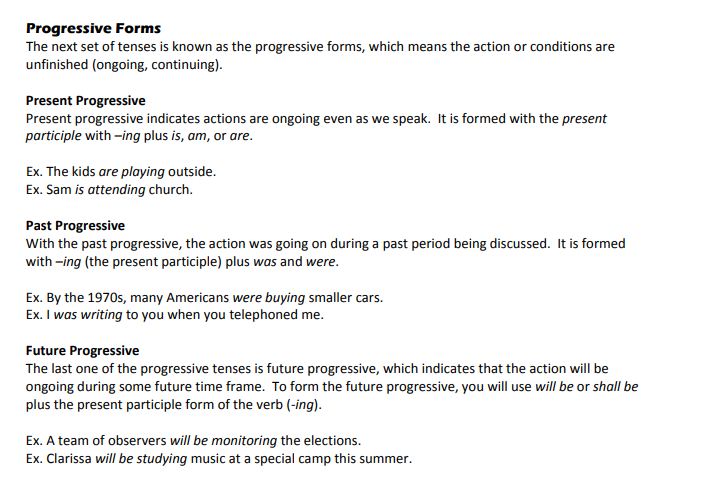 Progressive Forms
The next set of tenses is known as the progressive forms, which means the action or conditions are
unfinished (ongoing, continuing).
Present Progressive
Present progressive indicates actions are ongoing even as we speak.  It is formed with the present
participle with –ing plus is, am, or are.
Ex. The kids are playing outside.
Ex. Sam is attending church.
Past Progressive
With the past progressive, the action was going on during a past period being discussed.  It is formed
with –ing (the present participle) plus was and were.
Ex. By the 1970s, many Americans were buying smaller cars.
Ex. I was writing to you when you telephoned me.
Future Progressive
The last one of the progressive tenses is future progressive, which indicates that the action will be
ongoing during some future time frame.  To form the future progressive, you will use will be or shall be
plus the present participle form of the verb (-ing).
Ex. A team of observers will be monitoring the elections.
Ex. Clarissa will be studying music at a special camp this summer.